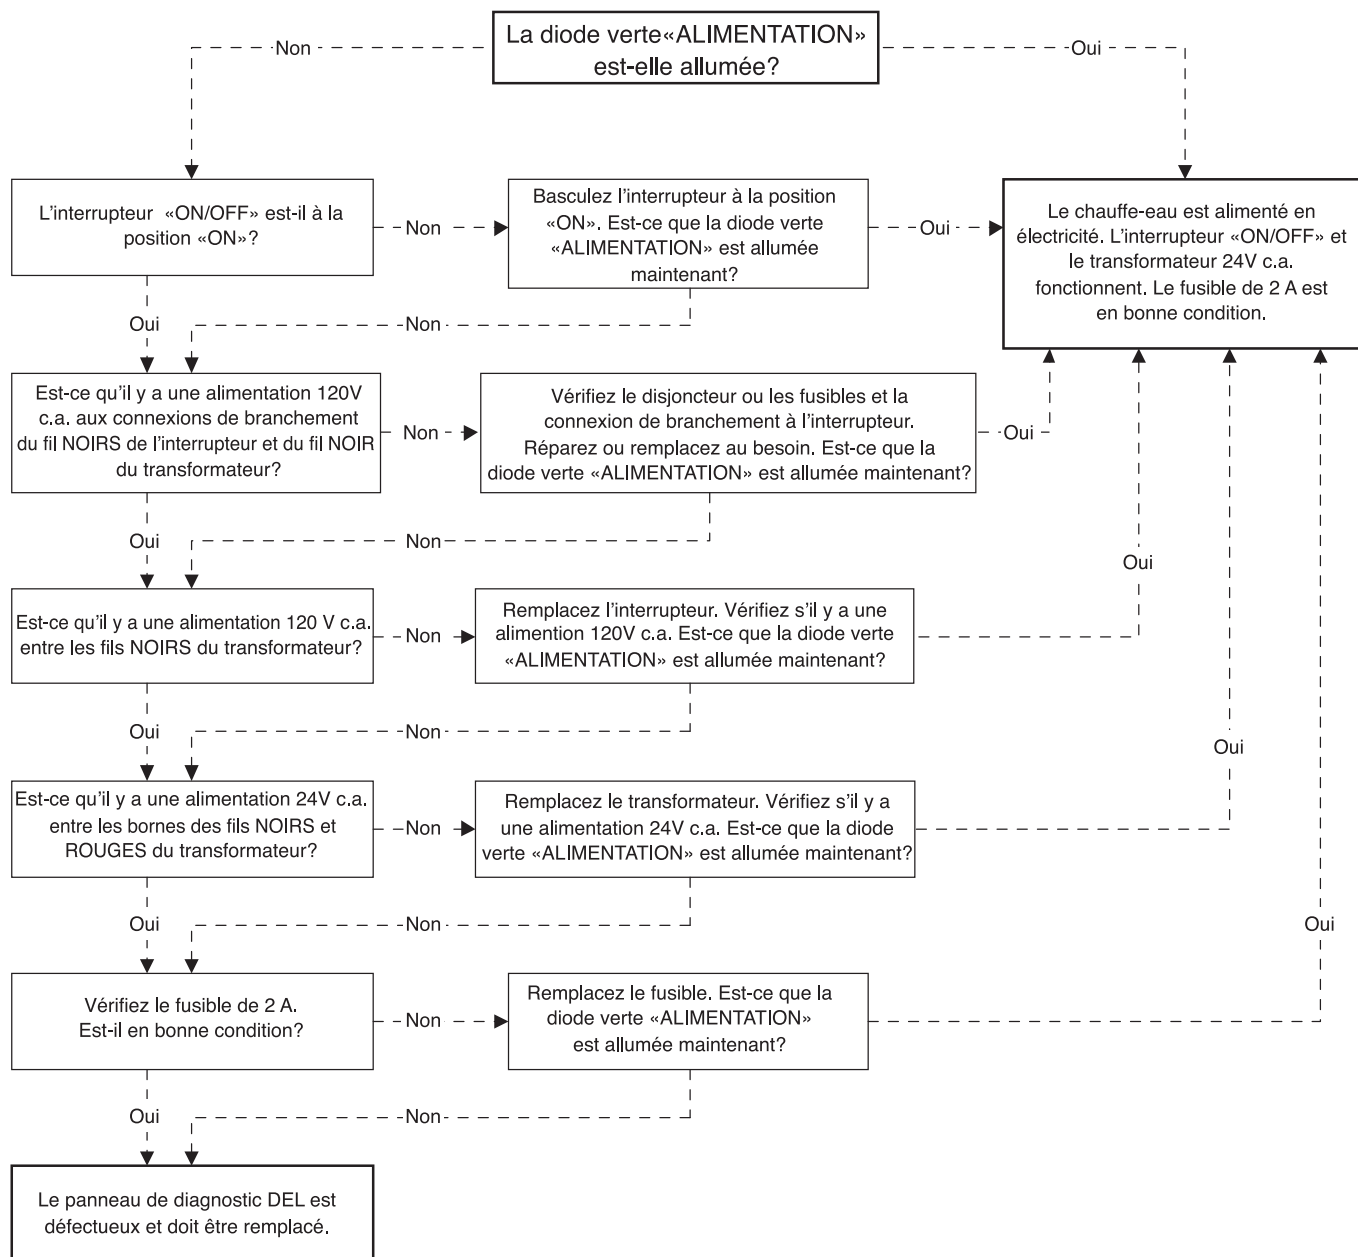 La diode verte«ALIMENTATION»
est-elle allumée?
Non
Oui
L'interrupteur «ON/OFF» est-il à la
position «ON»?
Non
Basculez l'interrupteur à la position
«ON». Est-ce que la diode verte
«ALIMENTATION» est allumée
maintenant?
Oui
Le chauffe-eau est alimenté en
électricité. L'interrupteur «ON/OFF» et
le transformateur 24V c.a.
fonctionnent. Le fusible de 2 A est
en bonne condition.
Oui
Non
Est-ce qu'il y a une alimentation 120V
c.a. aux connexions de branchement
du fil NOIRS de l'interrupteur et du fil NOIR
du transformateur?
Non
Vérifiez le disjoncteur ou les fusibles et la
connexion de branchement à l'interrupteur.
Réparez ou remplacez au besoin. Est-ce que la
diode verte «ALIMENTATION» est allumée maintenant?
Oui
Oui
Non
Est-ce qu'il y a une alimentation 120 V c.a.
entre les fils NOIRS du transformateur?
Non
Remplacez l'interrupteur. Vérifiez s'il y a une
alimention 120V c.a. Est-ce que la diode verte
«ALIMENTATION» est allumée maintenant?
Oui
Oui
Non
Est-ce qu'il y a une alimentation 24V c.a.
entre les bornes des fils NOIRS et
ROUGES du transformateur?
Non
Remplacez le transformateur. Vérifiez s'il y a
une alimentation 24V c.a. Est-ce que la diode
verte «ALIMENTATION» est allumée maintenant?
Oui
Oui
Non
Vérifiez le fusible de 2 A.
Est-il en bonne condition?
Non
Remplacez le fusible. Est-ce que la
diode verte «ALIMENTATION»
est allumée maintenant?
Oui
Oui
Non
Le panneau de diagnostic DEL est
défectueux et doit être remplacé.